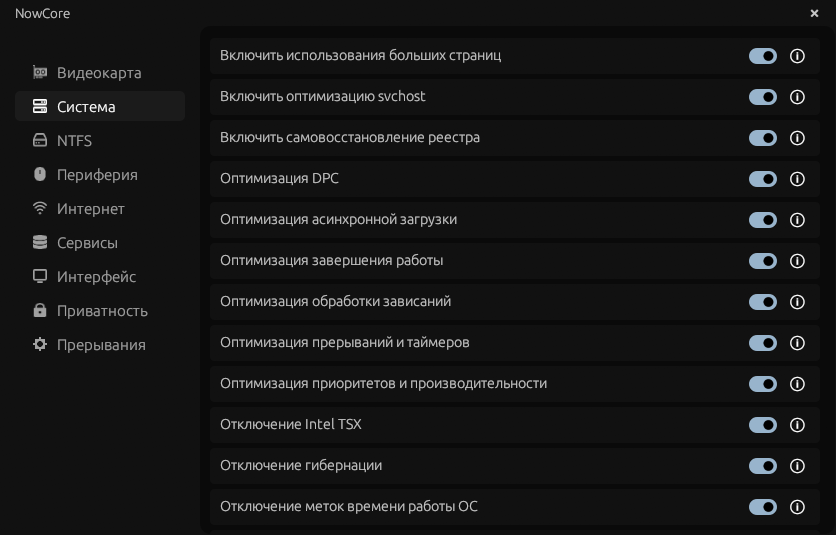 NowCore
Видеокарта
Система
NTFS
Периферия
Интернет
Сервисы
Интерфейс
Приватность
Прерывания
Включить использования больших страниц
Включить оптимизацию svchost
Включить самовосстановление реестра
Оптимизация DPC
Оптимизация асинхронной загрузки
Оптимизация завершения работы
Оптимизация обработки зависаний
Оптимизация прерываний и таймеров
Оптимизация приоритетов и производительности
Отключение Intel TSX
Отключение гибернации
Отключение меток времени работы ОС